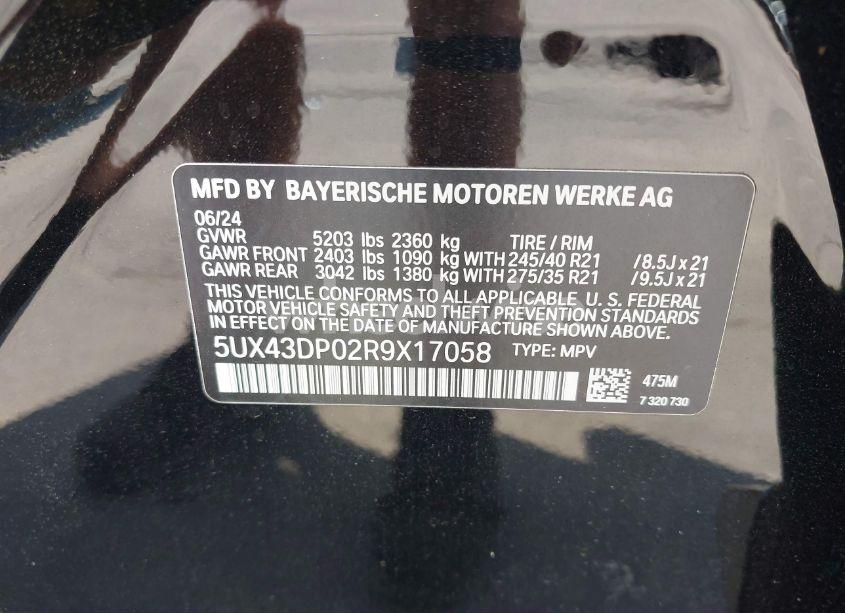 MFD BY BAYERISCHE MOTOREN WERKE AG
06/24
GVWR 5203 lbs 2360 kg TIRE / RIM
GAWR FRONT 2403 lbs 1090 kg WITH 245/40 R21 /8.5J x 21
GAWR REAR 3042 lbs 1380 kg WITH 275/35 R21 /9.5J x 21
THIS VEHICLE CONFORMS TO ALL APPLICABLE U. S. FEDERAL
MOTOR VEHICLE SAFETY AND THEFT PREVENTION STANDARDS
IN EFFECT ON THE DATE OF MANUFACTURE SHOWN ABOVE.
5UX43DP02R9X17058 TYPE: MPV
475M
7 320 730